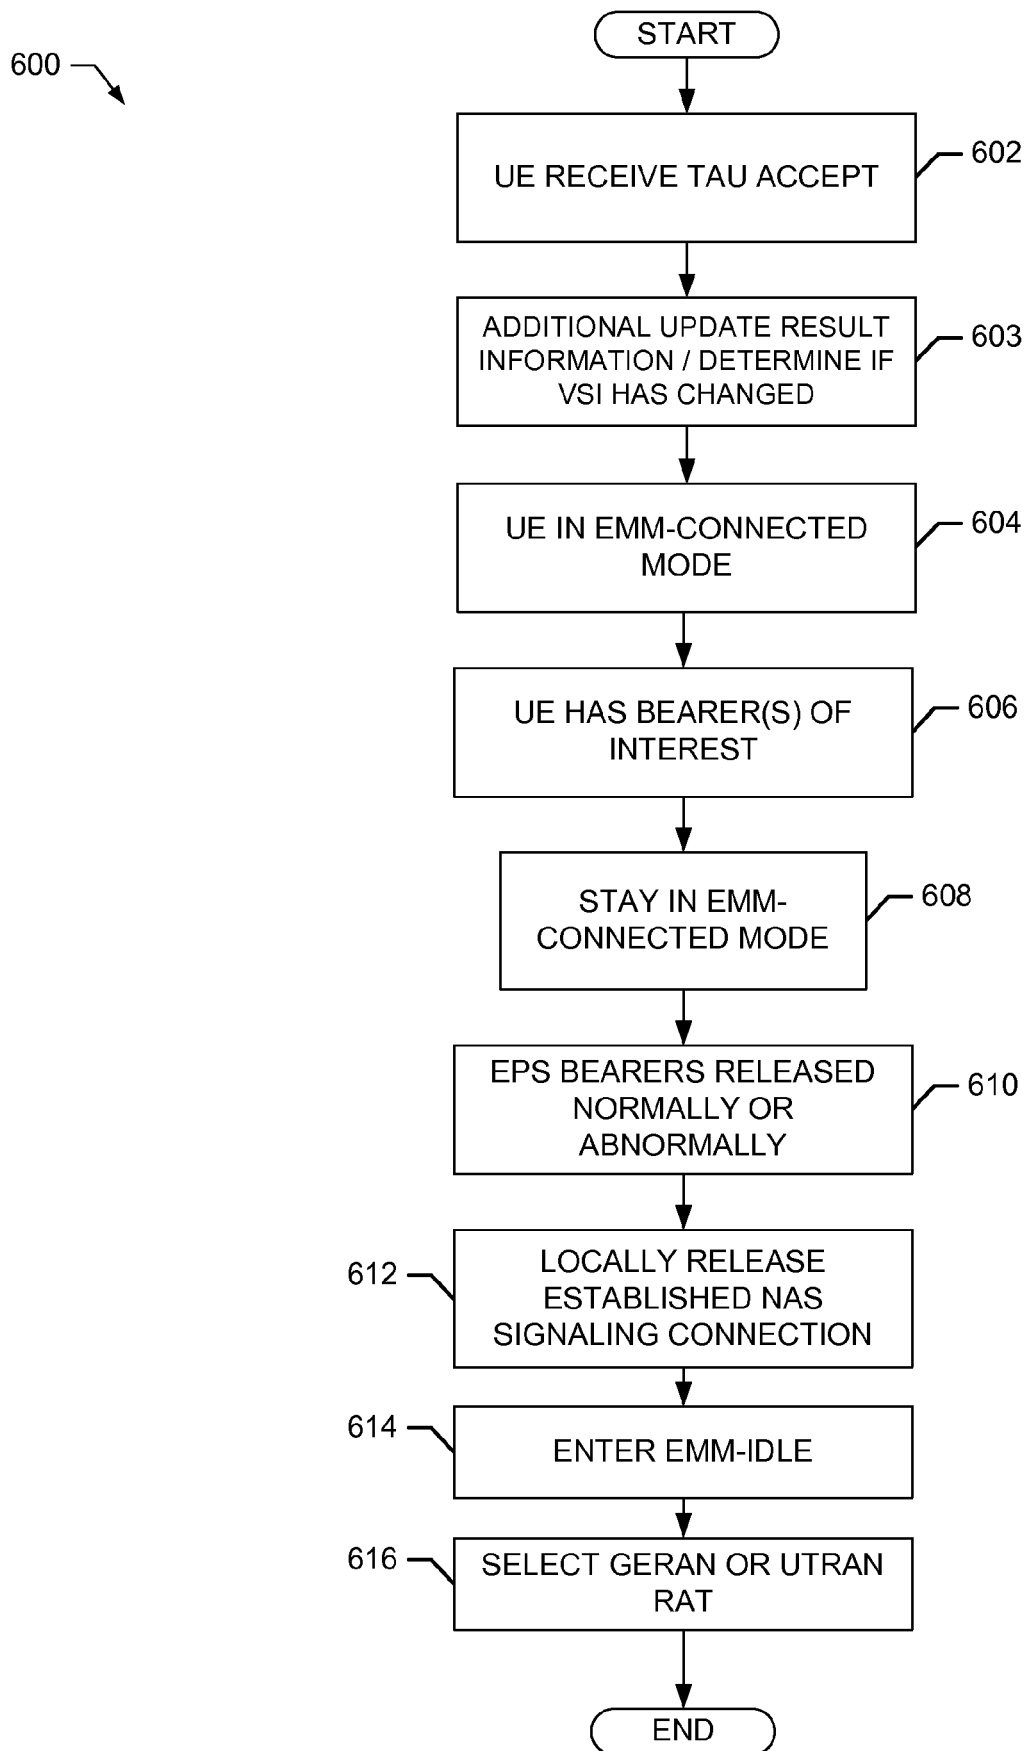 START
600
UE RECEIVE TAU ACCEPT
602
ADDITIONAL UPDATE RESULT
INFORMATION / DETERMINE IF
VSI HAS CHANGED
603
UE IN EMM-CONNECTED
MODE
604
UE HAS BEARER(S) OF
INTEREST
606
STAY IN EMM-
CONNECTED MODE
608
EPS BEARERS RELEASED
NORMALLY OR
ABNORMALLY
610
612
LOCALLY RELEASE
ESTABLISHED NAS
SIGNALING CONNECTION
614
ENTER EMM-IDLE
616
SELECT GERAN OR UTRAN
RAT
END